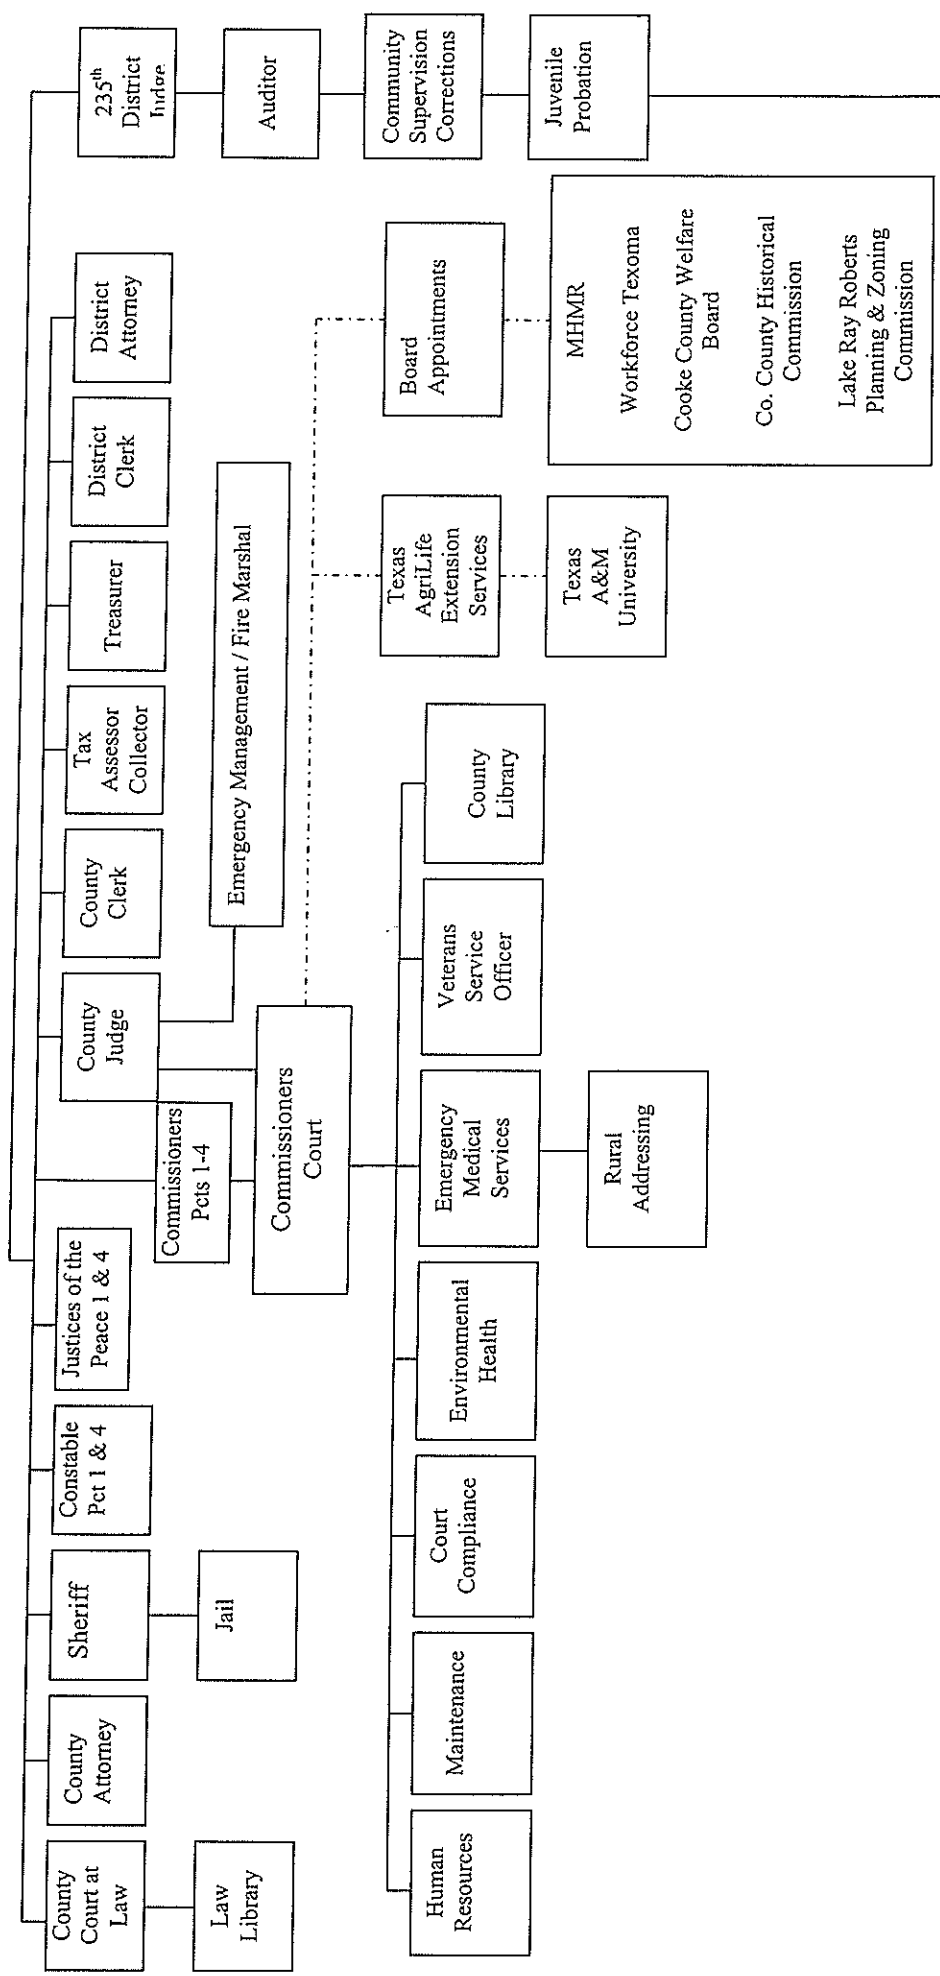 235th
District
Judge
Auditor
Community
Supervision
Corrections
Juvenile
Probation
County
Court at
Law
County
Attorney
Sheriff
Constable
Pct 1 & 4
Justices of the
Peace 1 & 4
Commissioners
Pcts 1-4
County
Judge
County
Clerk
Tax
Assessor
Collector
Treasurer
District
Clerk
District
Attorney
Law
Library
Jail
Emergency Management / Fire Marshal
Commissioners
Court
Human
Resources
Maintenance
Court
Compliance
Environmental
Health
Emergency
Medical
Services
Veterans
Service
Officer
County
Library
Rural
Addressing
Texas
AgriLife
Extension
Services
Texas
A&M
University
Board
Appointments
MHMR
Workforce Texoma
Cooke County Welfare
Board
Co. County Historical
Commission
Lake Ray Roberts
Planning & Zoning
Commission